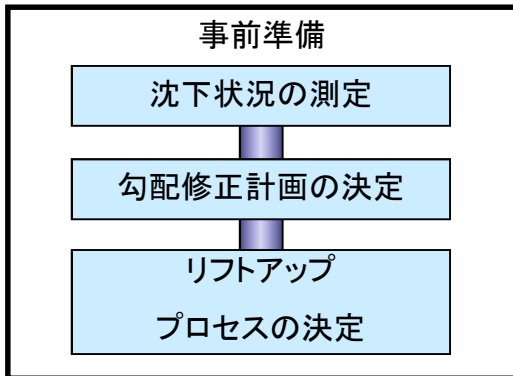 事前準備
沈下状況の測定
勾配修正計画の決定
リフトアップ
プロセスの決定